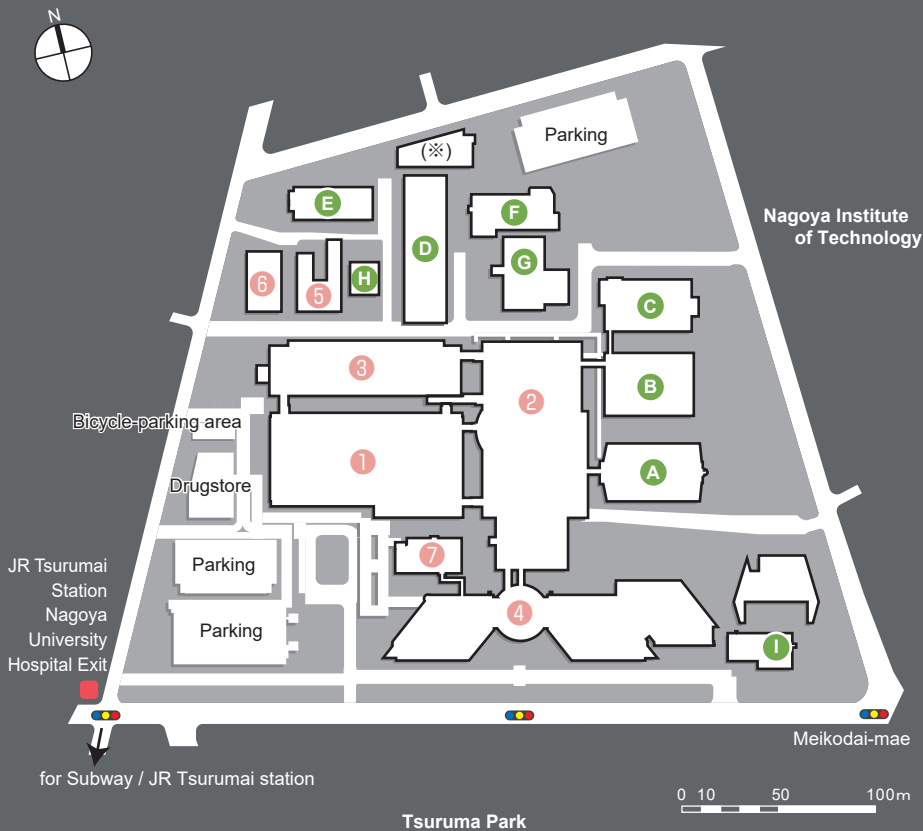 N
(※)
Parking
E
F
Nagoya Institute
of Technology
D
G
H
6
5
C
3
2
B
Bicycle-parking area
1
A
Drugstore
7
JR Tsurumai
Station
Nagoya
University
Hospital Exit
Parking
Parking
4
I
Meikodai-mae
for Subway / JR Tsurumai station
0 10 50 100m
Tsuruma Park